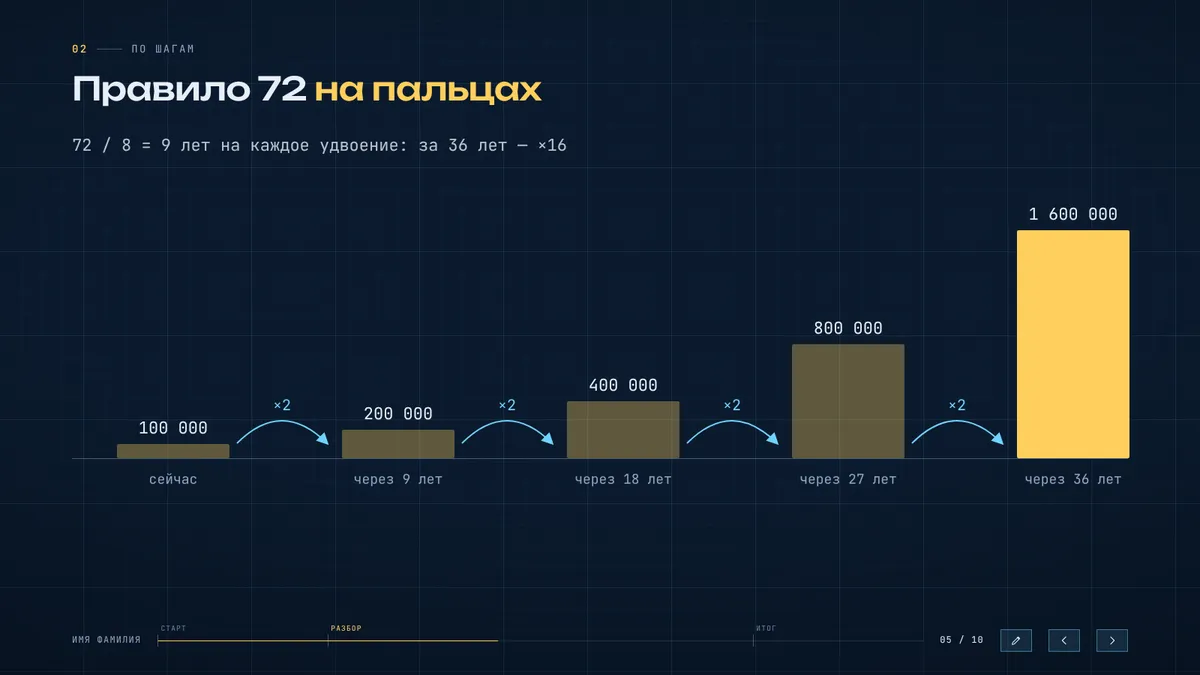 02 ПО ШАГАМ
Правило 72 на пальцах
72 / 8 = 9 лет на каждое удвоение: за 36 лет — ×16
1 600 000
800 000
400 000
200 000
100 000
×2
×2
×2
×2
сейчас
через 9 лет
через 18 лет
через 27 лет
через 36 лет
СТАРТ
РАЗБОР
ИТОГ
ИМЯ ФАМИЛИЯ
05 / 10